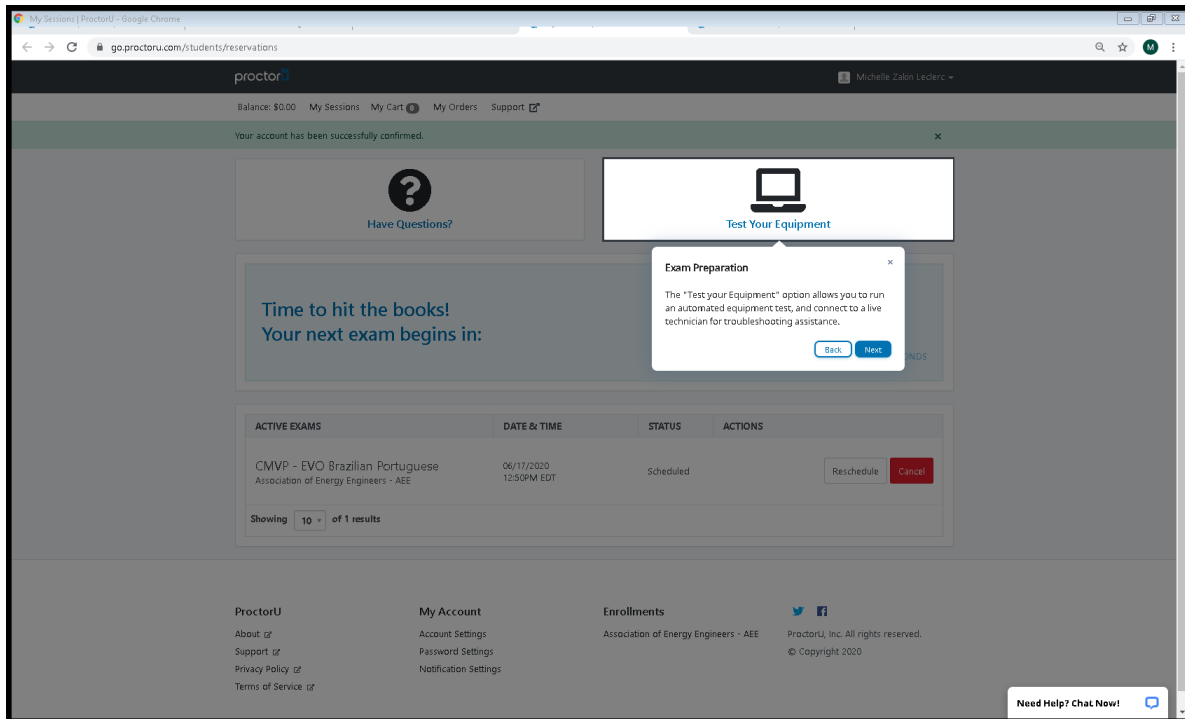 My Sessions | ProctorU - Google Chrome
go.proctoru.com/students/reservations
M
proctorU
Michelle Zalon Leclerc
Balance: $0.00 My Sessions My Cart 0 My Orders Support
Your account has been successfully confirmed. ×
Have Questions?
Test Your Equipment
Exam Preparation ×
The "Test your Equipment" option allows you to run
an automated equipment test, and connect to a live
technician for troubleshooting assistance.
Back Next
Time to hit the books!
Your next exam begins in:
ONDS
ACTIVE EXAMS DATE & TIME STATUS ACTIONS
CMVP - EVO Brazilian Portuguese 06/17/2020 Scheduled Reschedule Cancel
Association of Energy Engineers - AEE 12:50PM EDT
Showing 10 of 1 results
ProctorU My Account Enrollments
About Account Settings Association of Energy Engineers - AEE ProctorU, Inc. All rights reserved.
Support Password Settings © Copyright 2020
Privacy Policy Notification Settings
Terms of Service
Need Help? Chat Now!